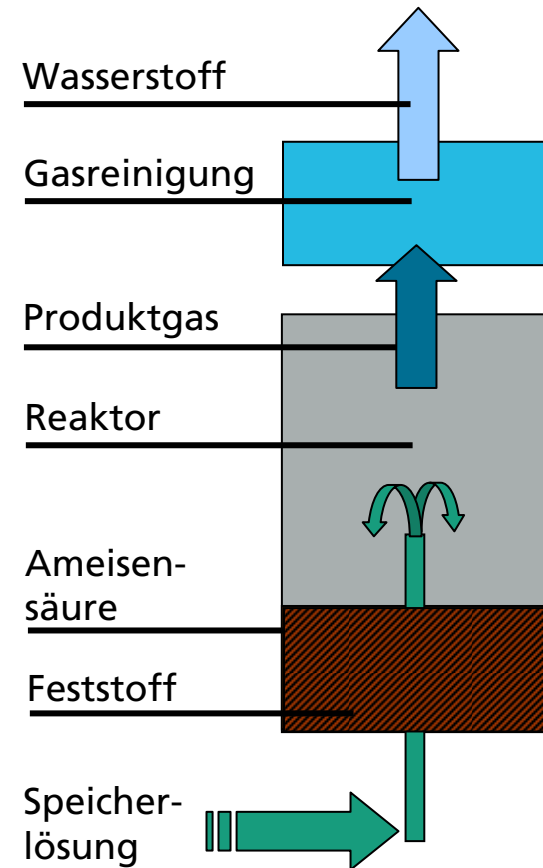 Wasserstoff
Gasreinigung
Produktgas
Reaktor
Ameisen-
säure
Feststoff
Speicher-
lösung